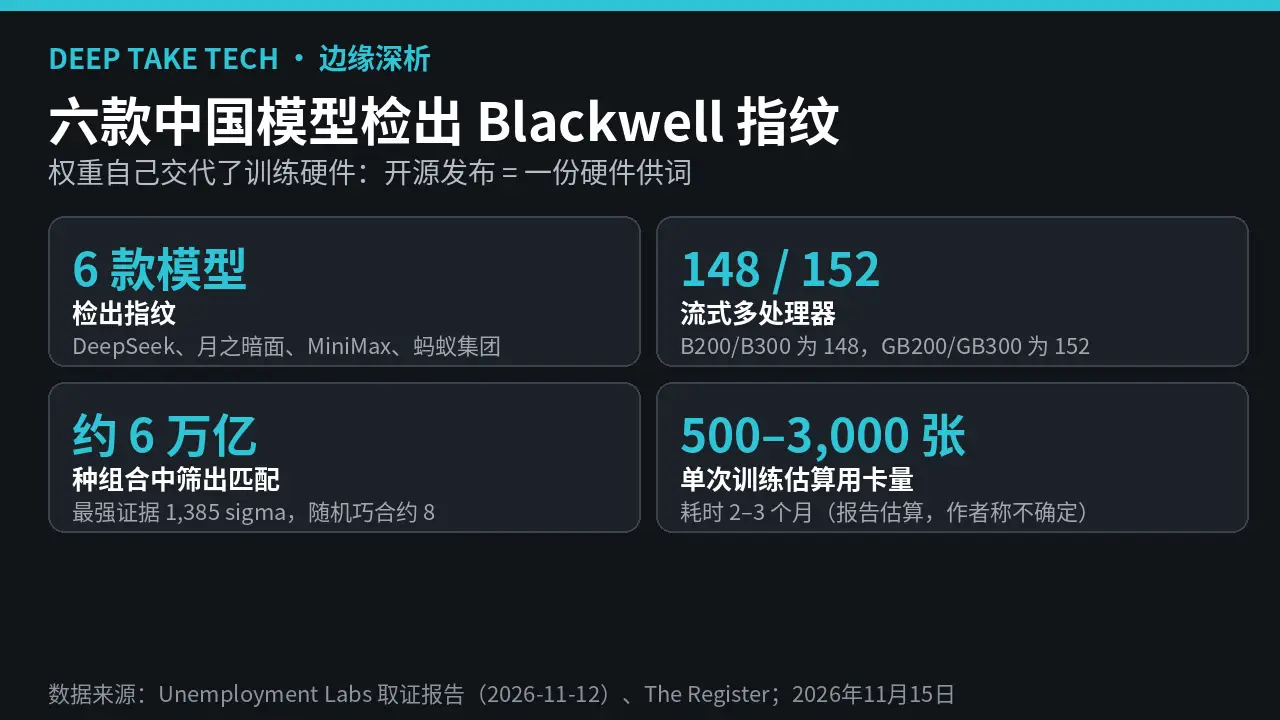 DEEP TAKE TECH · 边缘深析
六款中国模型检出 Blackwell 指纹
权重自己交代了训练硬件：开源发布 = 一份硬件供词
6 款模型
检出指纹
DeepSeek、月之暗面、MiniMax、蚂蚁集团
148 / 152
流式多处理器
B200/B300 为 148，GB200/GB300 为 152
约 6 万亿
种组合中筛出匹配
最强证据 1,385 sigma，随机巧合约 8
500–3,000 张
单次训练估算用卡量
耗时 2–3 个月（报告估算，作者称不确定）
数据来源：Unemployment Labs 取证报告（2026-11-12）、The Register；2026年11月15日